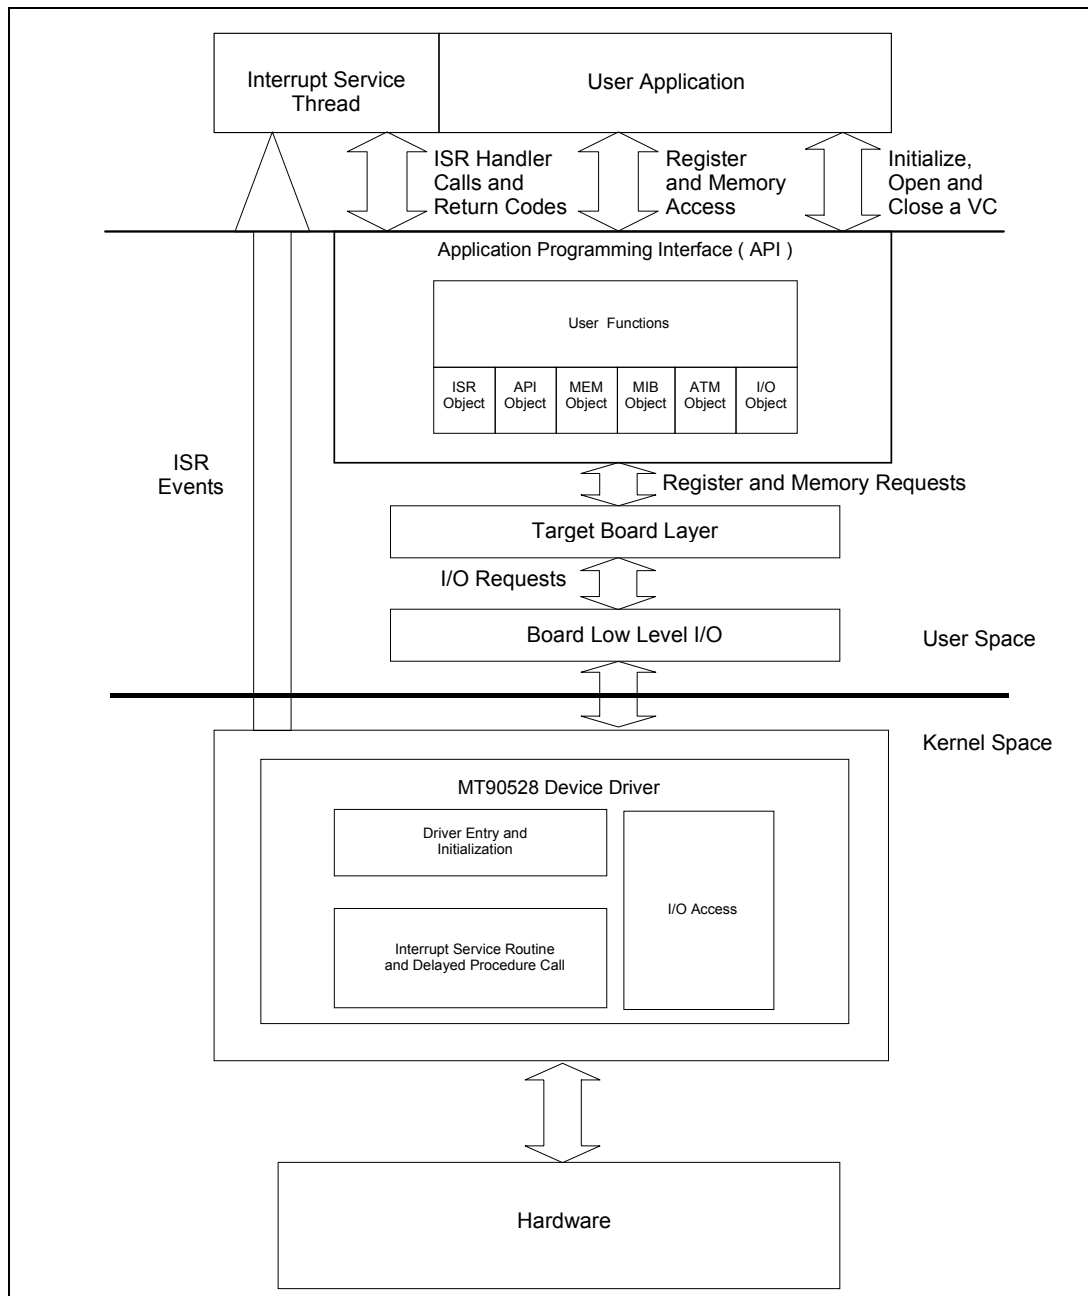 Interrupt Service
Thread
User Application
ISR Handler
Calls and
Return Codes
Register
and Memory
Access
Initialize,
Open and
Close a VC
Application Programming Interface ( API )
User Functions
ISR
Object
API
Object
MEM
Object
MIB
Object
ATM
Object
I/O
Object
ISR
Events
Register and Memory Requests
Target Board Layer
I/O Requests
Board Low Level I/O
User Space
Kernel Space
MT90528 Device Driver
Driver Entry and
Initialization
I/O Access
Interrupt Service Routine
and Delayed Procedure Call
Hardware